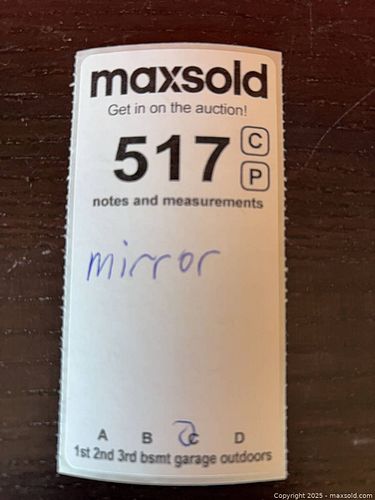 maxsold
Get in on the auction!
517 C
P
notes and measurements
mirror
A B C D
1st 2nd 3rd bsmt garage outdoors
Copyright © 2025 - maxsold.com